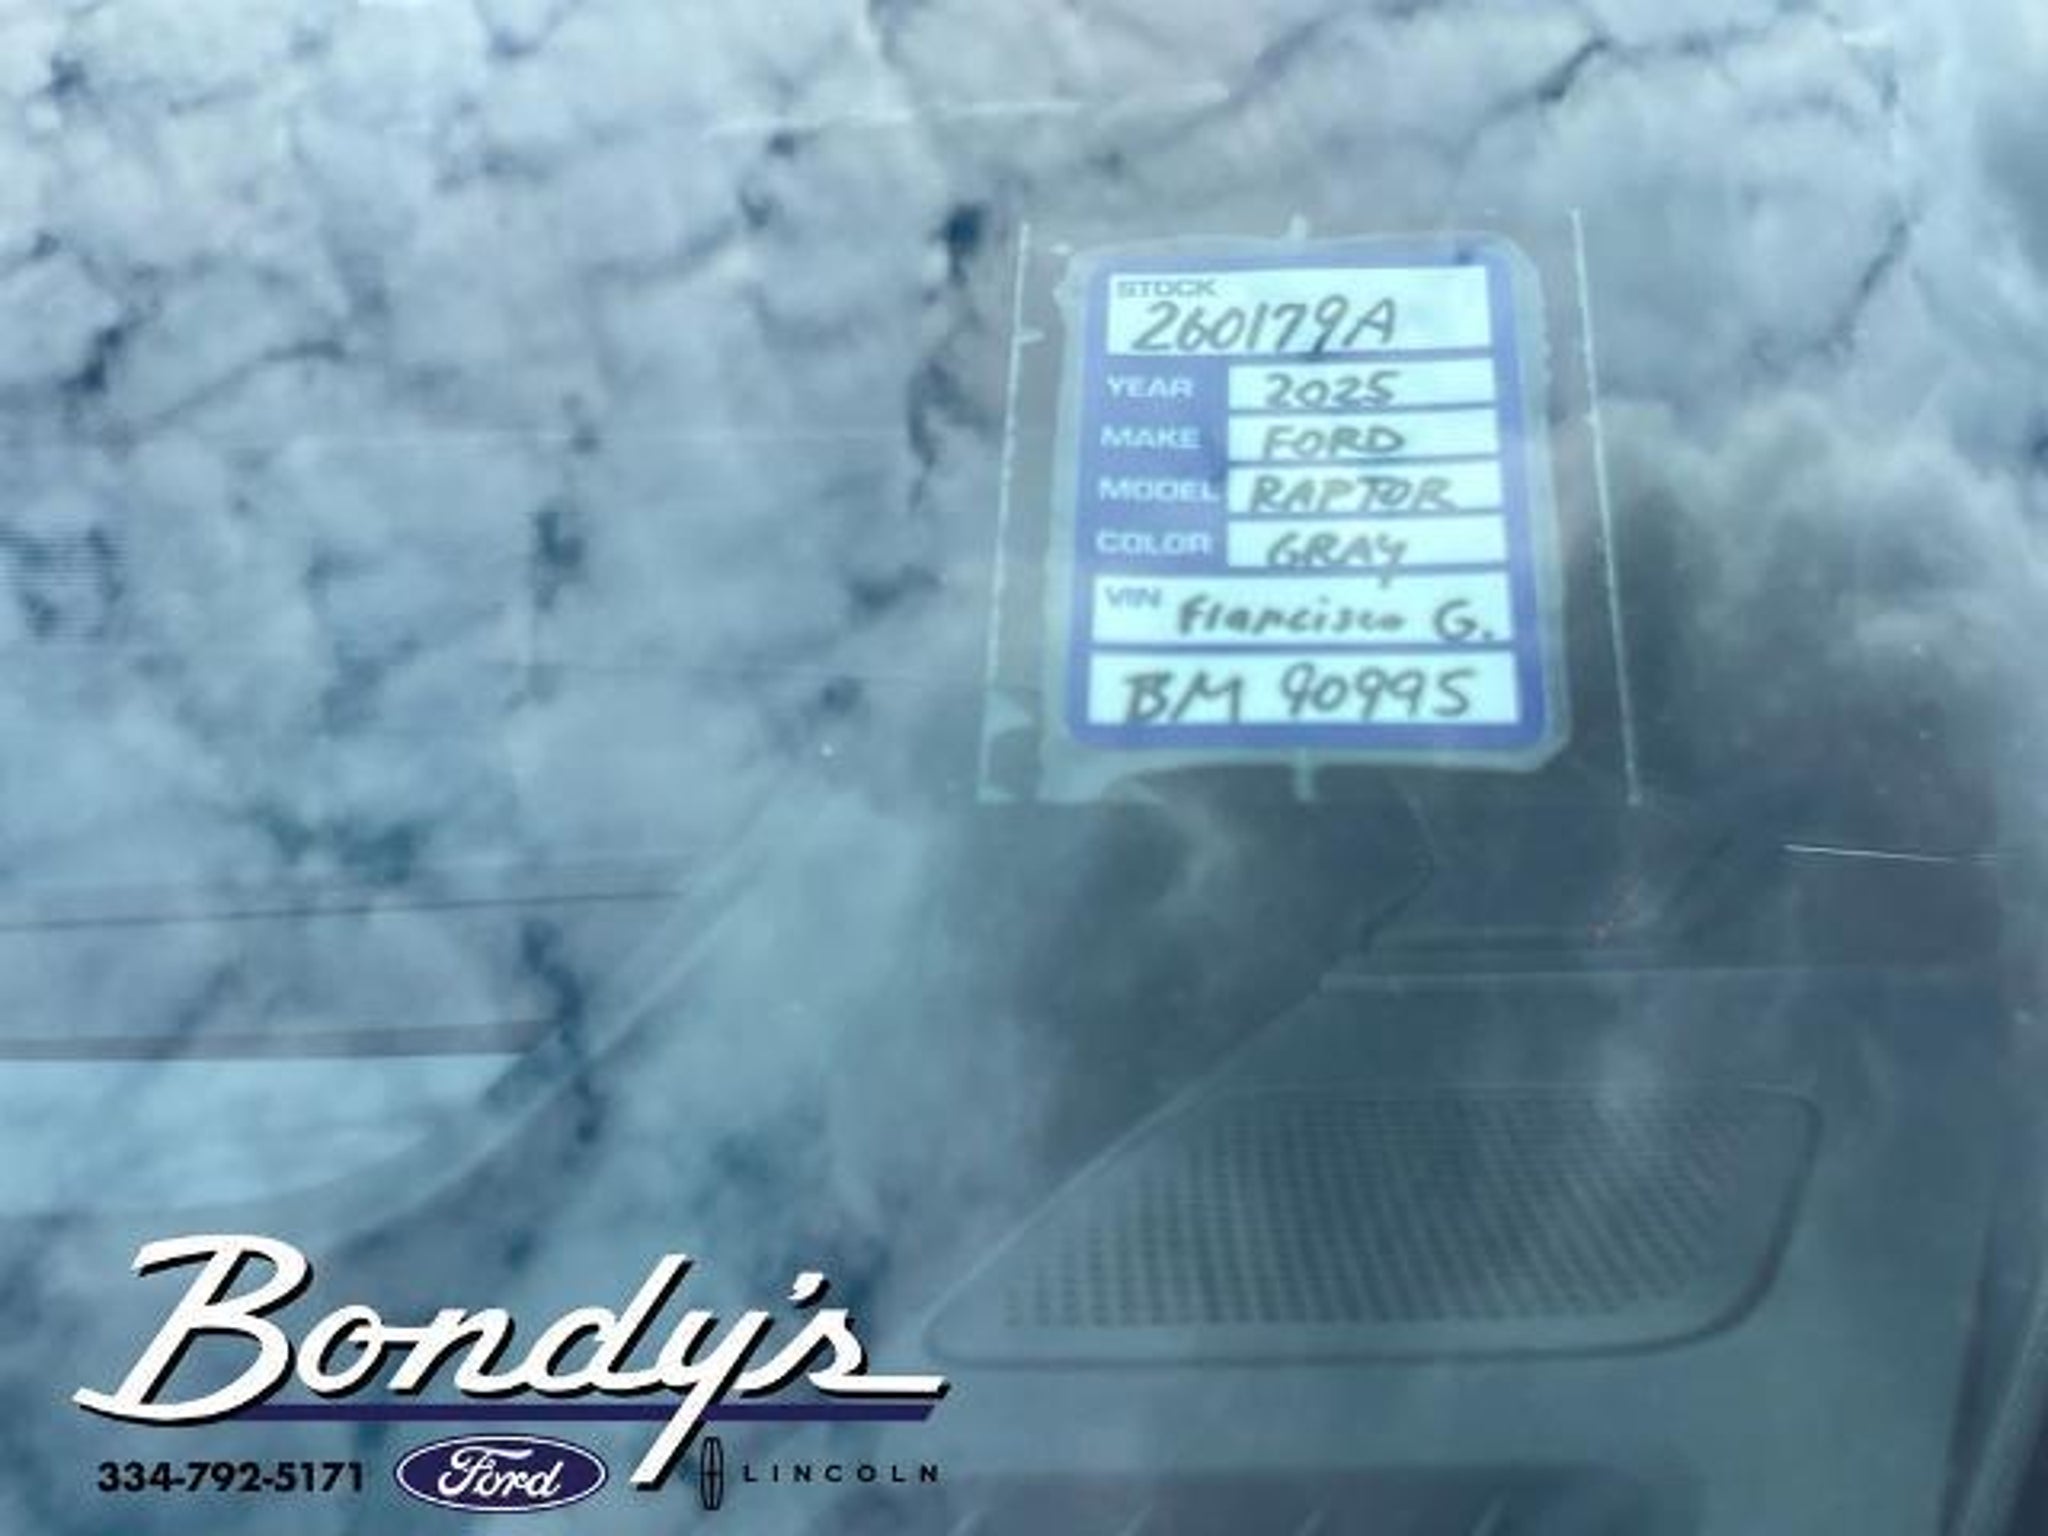 STOCK
260179A
YEAR 2025
MAKE FORD
MODEL RAPTOR
COLOR GRAY
VIN Francisco G.
BM 90995
Bondy's
334-792-5171 Ford LINCOLN